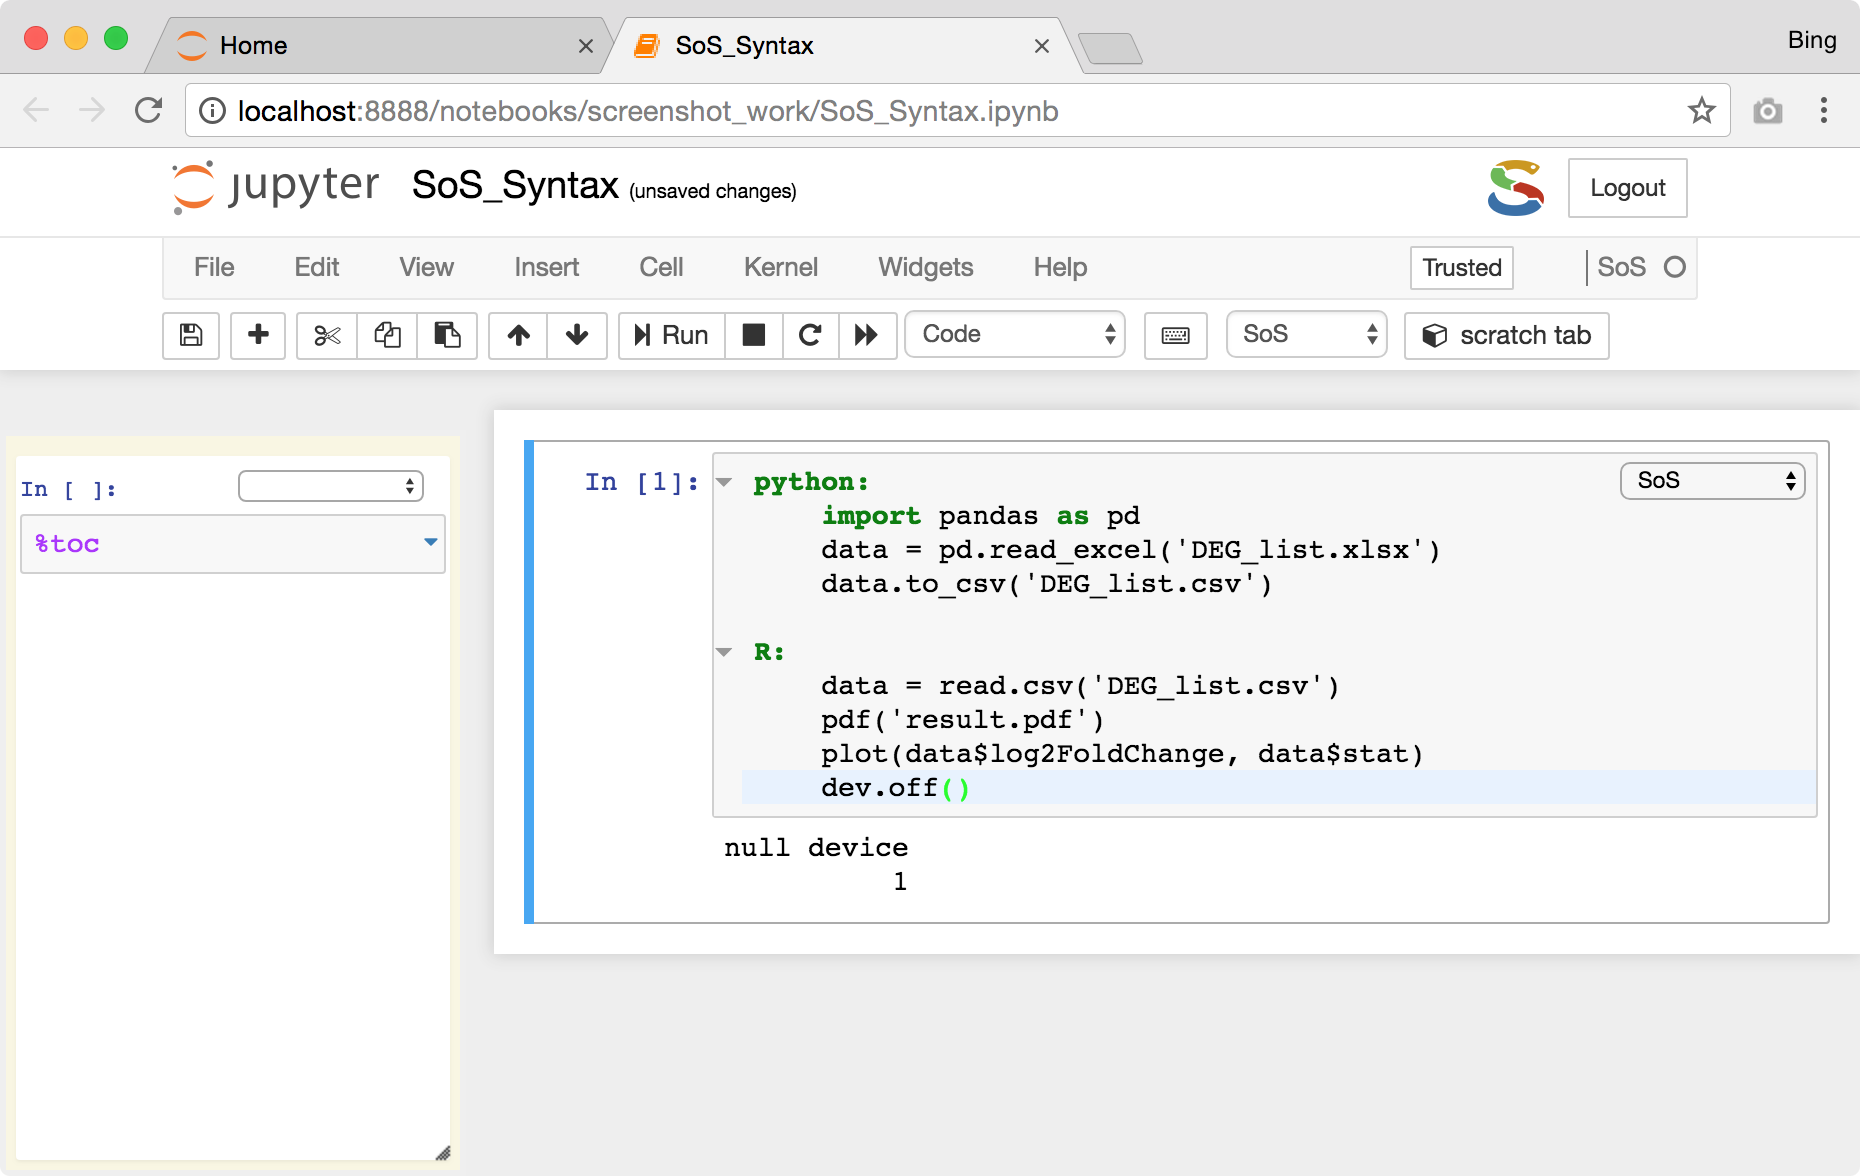 Home
SoS_Syntax
Bing
localhost:8888/notebooks/screenshot_work/SoS_Syntax.ipynb
jupyter SoS_Syntax (unsaved changes)
Logout
File Edit View Insert Cell Kernel Widgets Help
Trusted
SoS
Run
Code
SoS
scratch tab
In [ ]:
%toc
In [1]:
SoS
python:
import pandas as pd
data = pd.read_excel('DEG_list.xlsx')
data.to_csv('DEG_list.csv')
R:
data = read.csv('DEG_list.csv')
pdf('result.pdf')
plot(data$log2FoldChange, data$stat)
dev.off()
null device
1